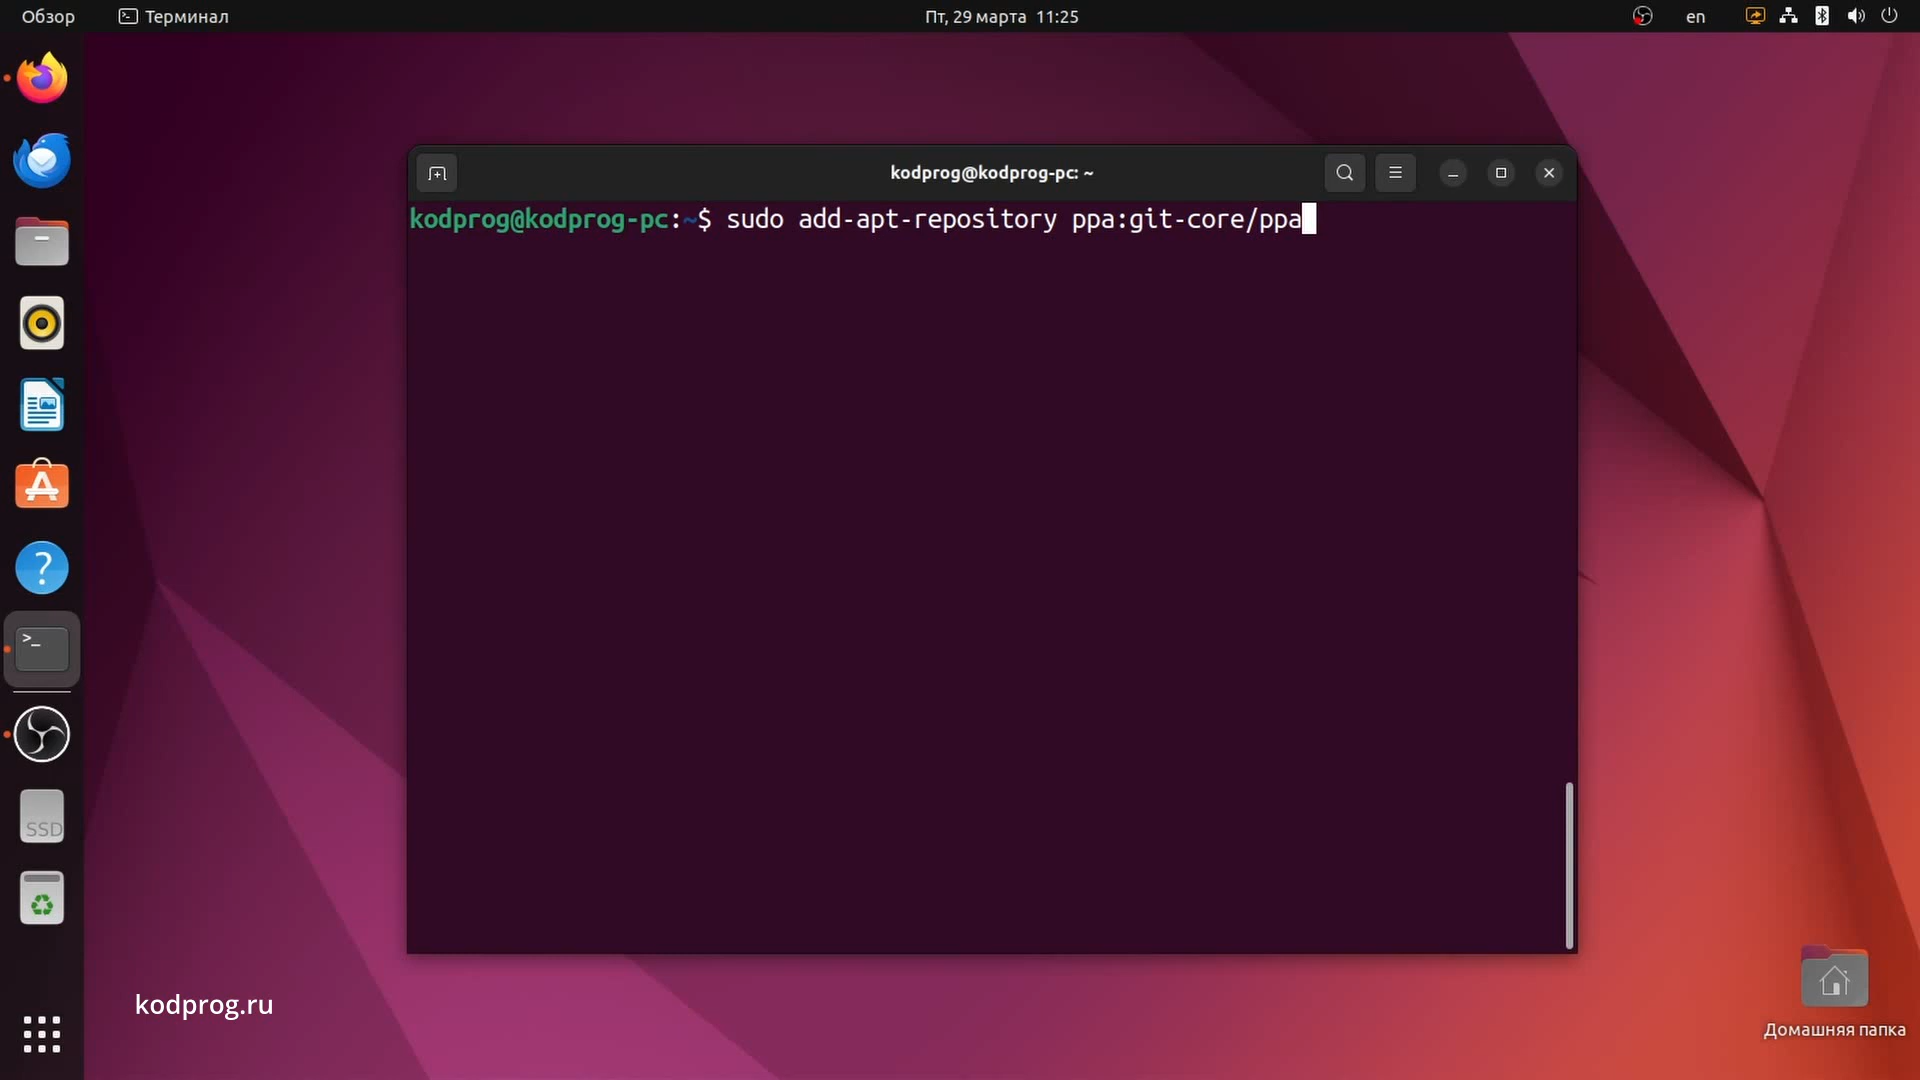 Обзор
Терминал
Пт, 29 марта 11:25
en
kodprog@kodprog-pc: ~
kodprog@kodprog-pc:~$ sudo add-apt-repository ppa:git-core/ppa
>_
SSD
kodprog.ru
Домашняя папка